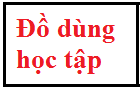 Đồ dùng
học tập